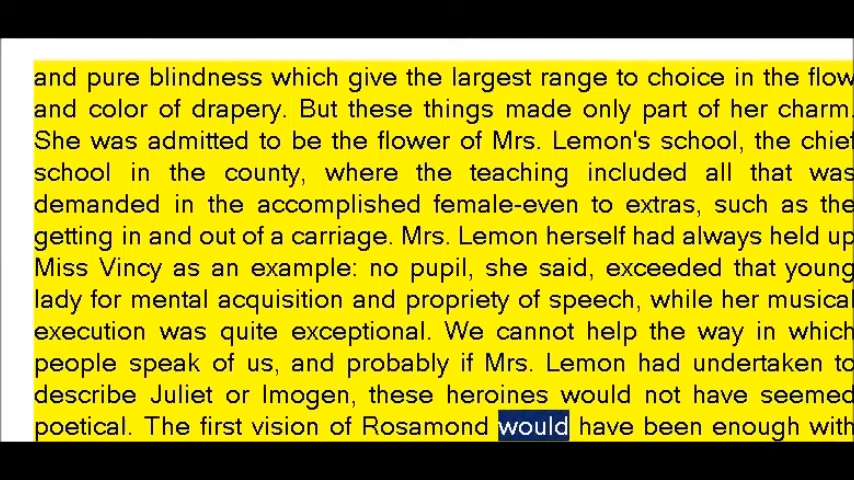 and pure blindness which give the largest range to choice in the flow
and color of drapery. But these things made only part of her charm.
She was admitted to be the flower of Mrs. Lemon's school, the chief
school in the county, where the teaching included all that was
demanded in the accomplished female-even to extras, such as the
getting in and out of a carriage. Mrs. Lemon herself had always held up
Miss Vincy as an example: no pupil, she said, exceeded that young
lady for mental acquisition and propriety of speech, while her musical
execution was quite exceptional. We cannot help the way in which
people speak of us, and probably if Mrs. Lemon had undertaken to
describe Juliet or Imogen, these heroines would not have seemed
poetical. The first vision of Rosamond would have been enough with